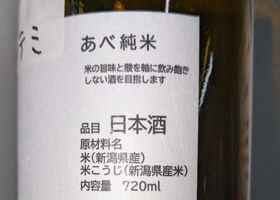 あべ純米
米の旨味と酸を軸に飲み飽き
しない酒を目指します
品目 日本酒
原材料名
米(新潟県産)
米こうじ(新潟県産米)
内容量 720ml